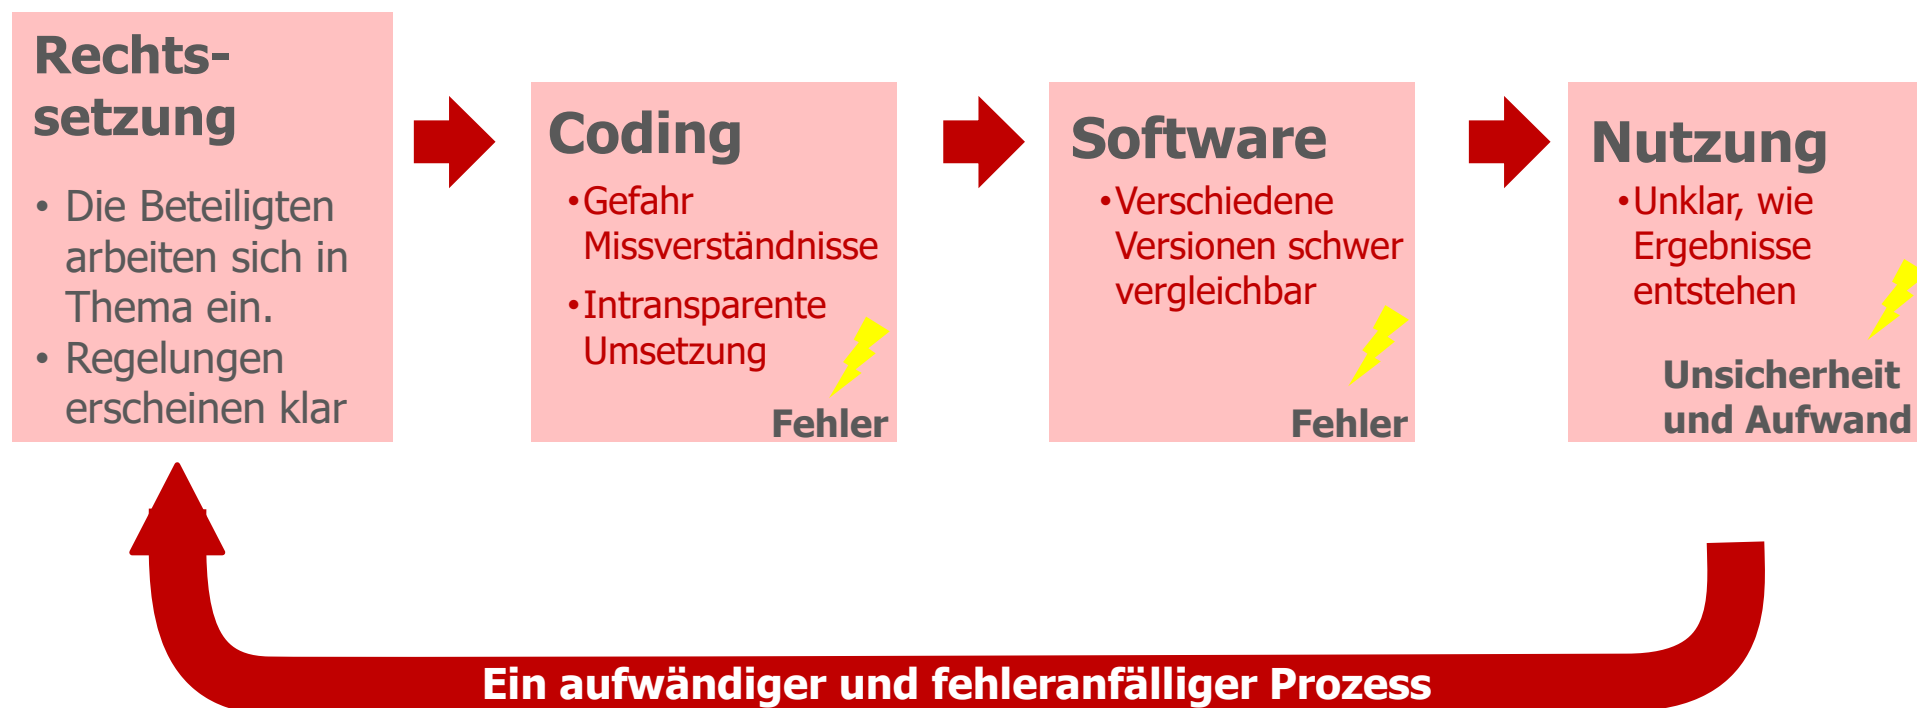 Rechts-
setzung
• Die Beteiligten
arbeiten sich in
Thema ein.
• Regelungen
erscheinen klar
Coding
•Gefahr
Missverständnisse
•Intransparente
Umsetzung
Fehler
Software
•Verschiedene
Versionen schwer
vergleichbar
Fehler
Nutzung
•Unklar, wie
Ergebnisse
entstehen
Unsicherheit
und Aufwand
Ein aufwändiger und fehleranfälliger Prozess